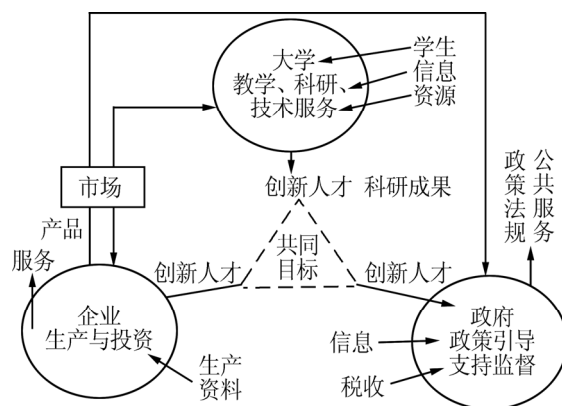 大学
教学、科研、
技术服务
学生
信息
资源
市场
创新人才 科研成果
公共服务
政策法规
产品
服务
共同
目标
创新人才
创新人才
企业
生产与投资
生产
资料
政府
政策引导
支持监督
信息
税收